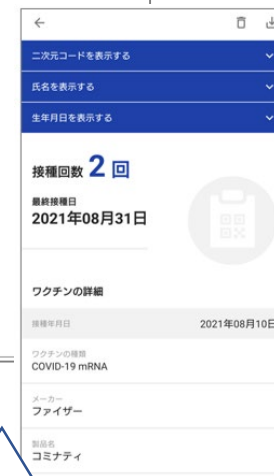 二次元コードを表示する
氏名を表示する
生年月日を表示する
接種回数 2 回
最終接種日
2021年08月31日
ワクチンの詳細
接種年月日 2021年08月10日
ワクチンの種類
COVID-19 mRNA
メーカー
ファイザー
製品名
コミナティ